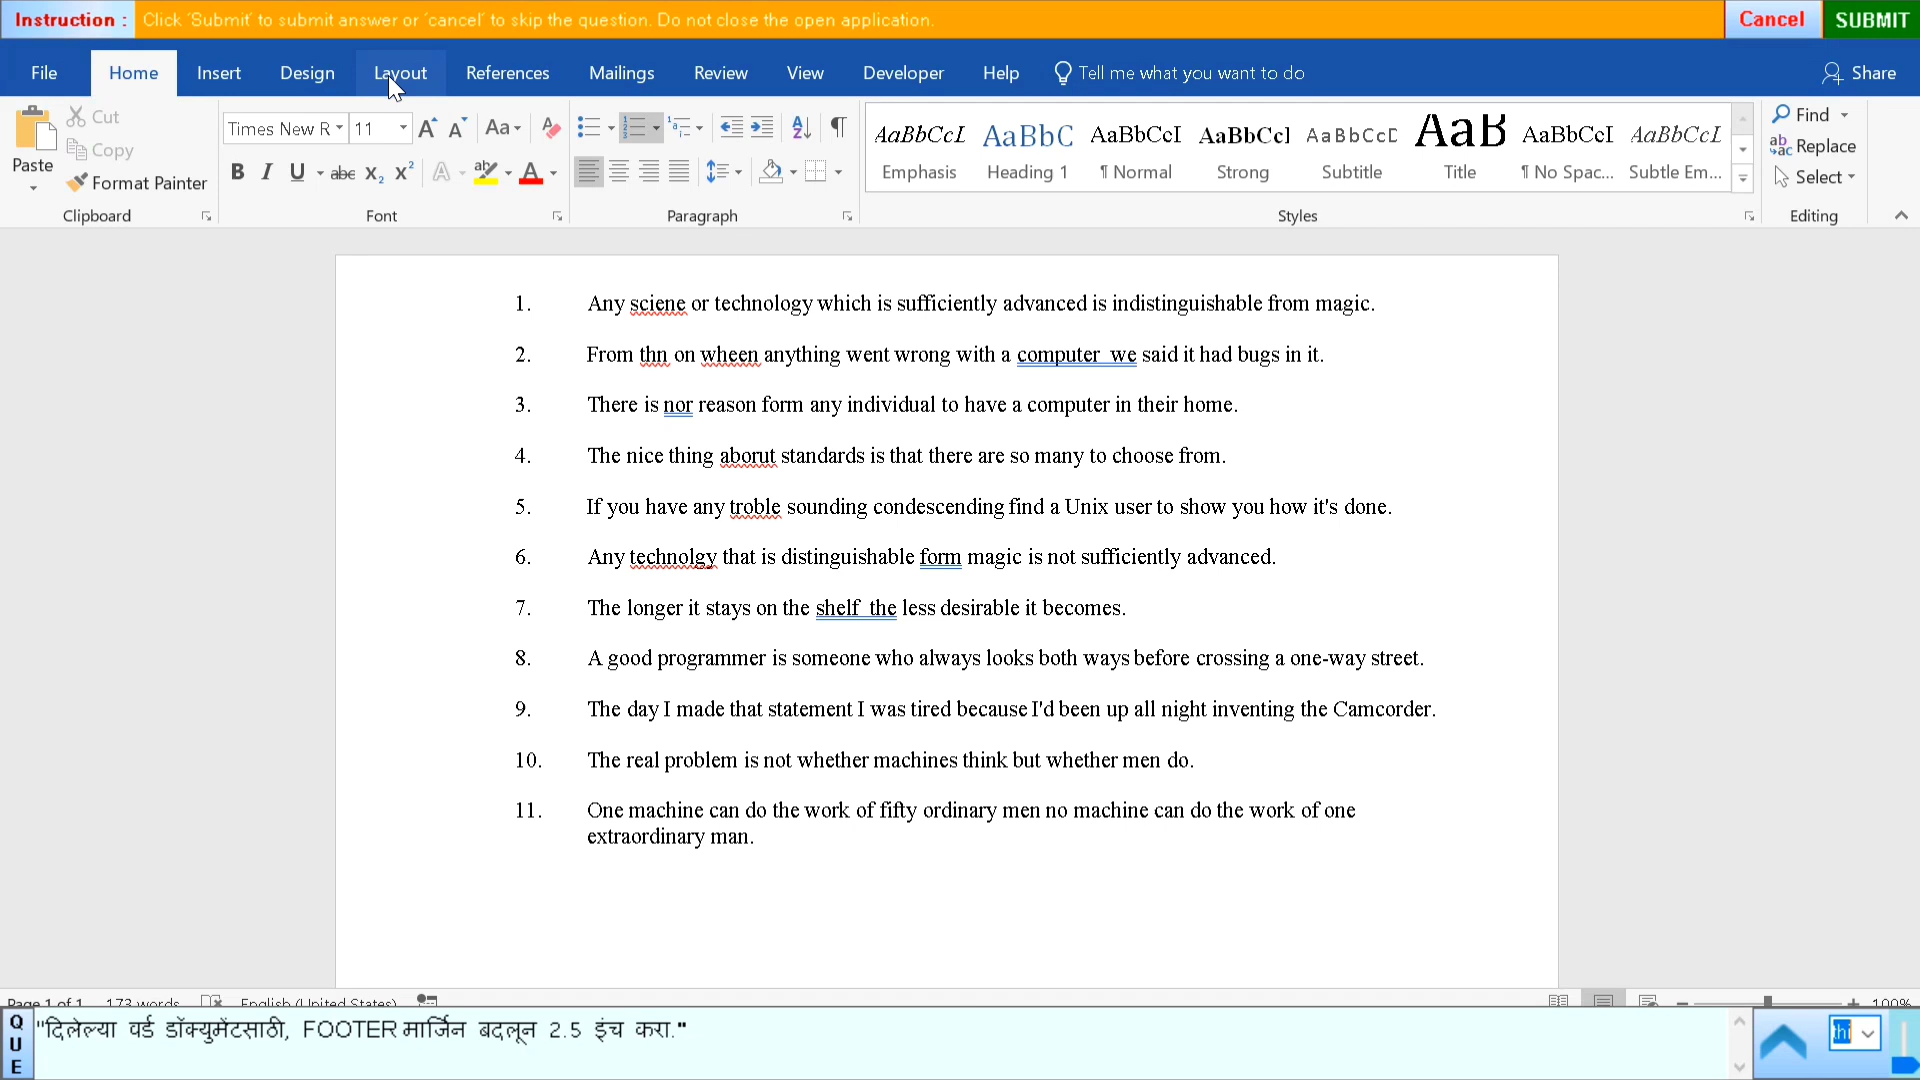 Instruction : Click 'Submit' to submit answer or 'cancel' to skip the question. Do not close the open application. Cancel SUBMIT
File Home Insert Design Layout References Mailings Review View Developer Help Tell me what you want to do Share
Paste Cut Copy Format Painter Clipboard
Times New R 11 Font
Paragraph
AaBbCcI AaBbC AaBbCcI AaBbCcI AaBbCcD AaB AaBbCcI AaBbCcI
Emphasis Heading 1 ¶ Normal Strong Subtitle Title ¶ No Spac... Subtle Em...
Styles
Find Replace Select Editing
1. Any sciene or technology which is sufficiently advanced is indistinguishable from magic.
2. From thn on wheen anything went wrong with a computer we said it had bugs in it.
3. There is nor reason form any individual to have a computer in their home.
4. The nice thing aborut standards is that there are so many to choose from.
5. If you have any troble sounding condescending find a Unix user to show you how it's done.
6. Any technolgy that is distinguishable form magic is not sufficiently advanced.
7. The longer it stays on the shelf the less desirable it becomes.
8. A good programmer is someone who always looks both ways before crossing a one-way street.
9. The day I made that statement I was tired because I'd been up all night inventing the Camcorder.
10. The real problem is not whether machines think but whether men do.
11. One machine can do the work of fifty ordinary men no machine can do the work of one
extraordinary man.
Page 1 of 1 173 words English (United States) 100%
QUE "दिलेल्या वर्ड डॉक्युमेंटसाठी, FOOTER मार्जिन बदलून 2.5 इंच करा."